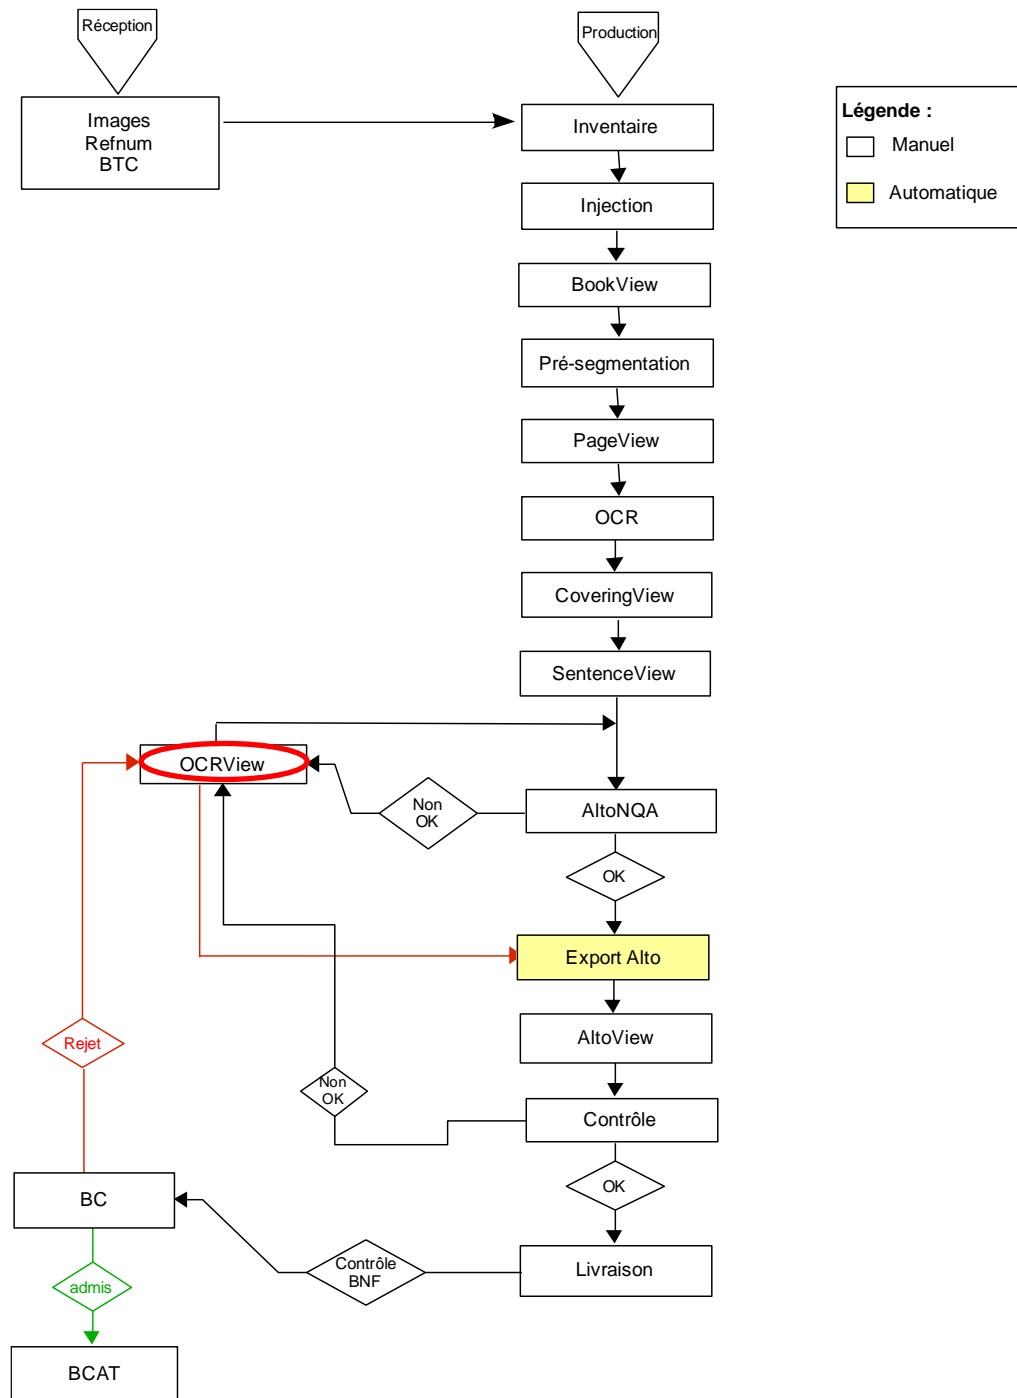 Réception
Production
Images
Refnum
BTC
Inventaire
Légende :
Manuel
Automatique
Injection
BookView
Pré-segmentation
PageView
OCR
CoveringView
SentenceView
OCRView
Non
OK
AltoNQA
OK
Export Alto
Rejet
AltoView
Non
OK
Contrôle
OK
BC
Contrôle
BNF
Livraison
admis
BCAT